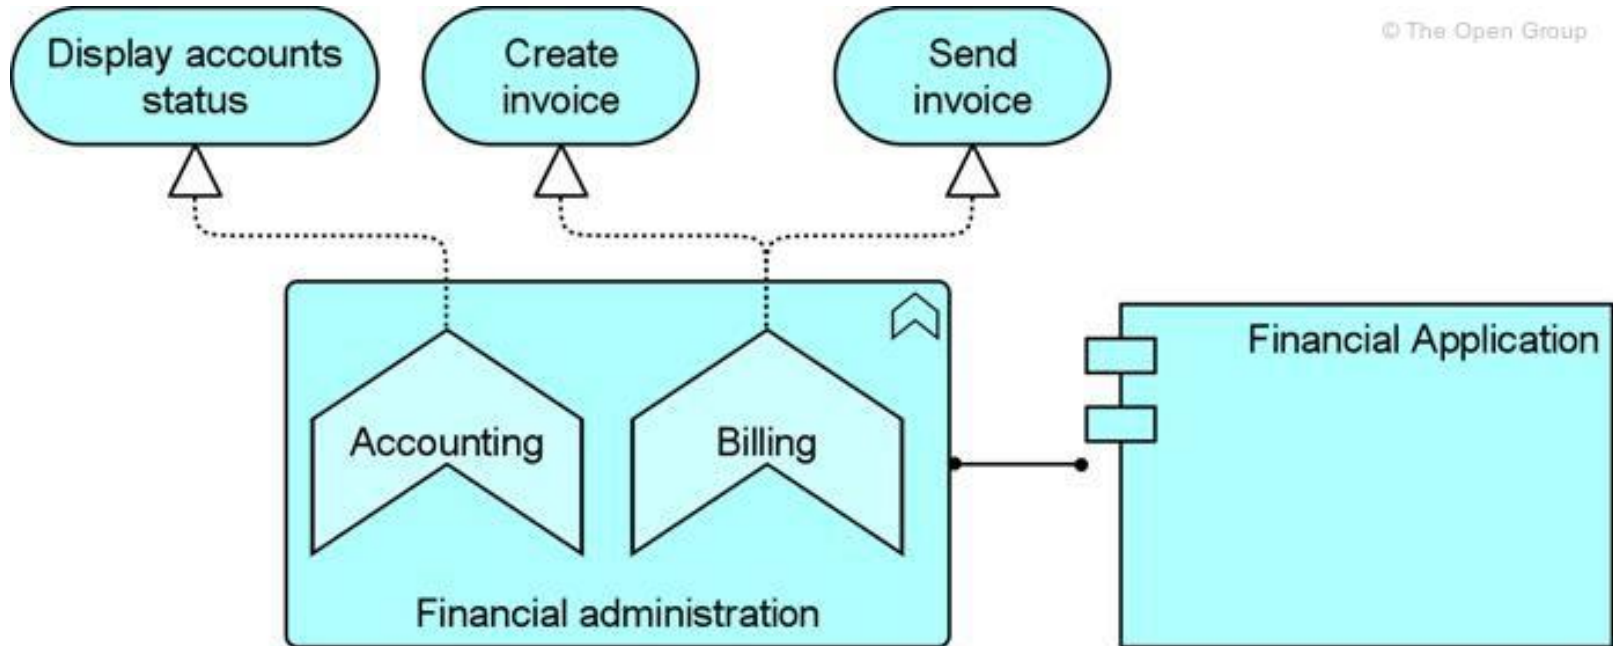 © The Open Group
Display accounts
status
Create
invoice
Send
invoice
Financial Application
Accounting
Billing
Financial administration